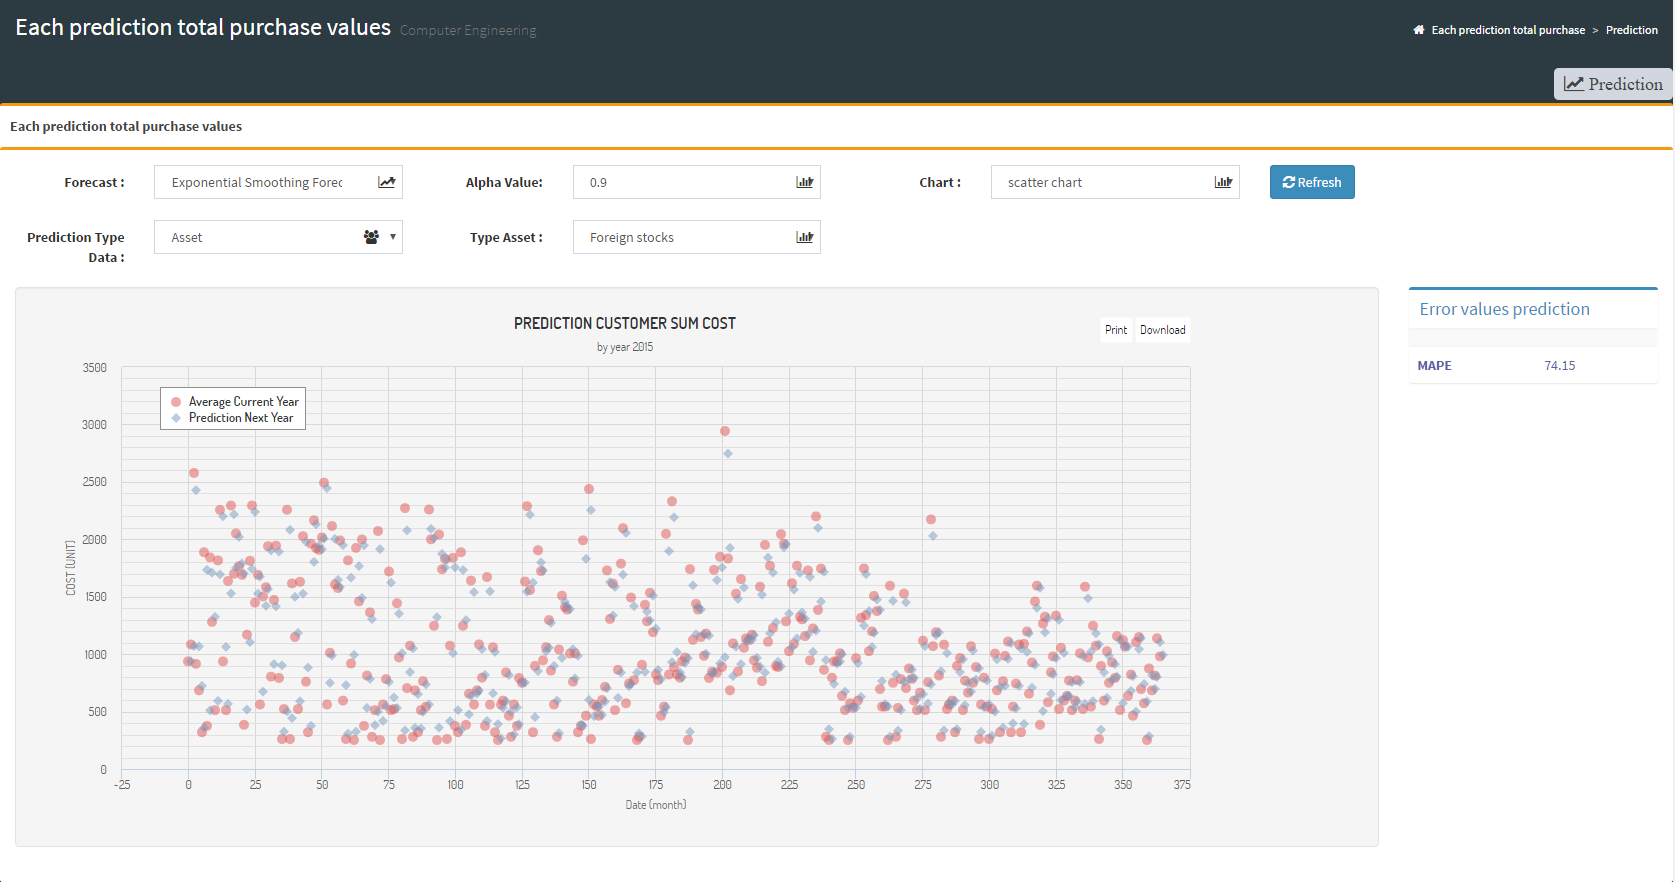 Each prediction total purchase values Computer Engineering
Each prediction total purchase > Prediction
Prediction
Each prediction total purchase values
Forecast : Exponential Smoothing Forec Alpha Value: 0.9 Chart : scatter chart Refresh
Prediction Type Data : Asset Type Asset : Foreign stocks
PREDICTION CUSTOMER SUM COST
by year 2015
Print Download
Average Current Year
Prediction Next Year
COST (UNIT)
3500
3000
2500
2000
1500
1000
500
0
-25 0 25 50 75 100 125 150 175 200 225 250 275 300 325 350 375
Date (month)
Error values prediction
MAPE 74.15